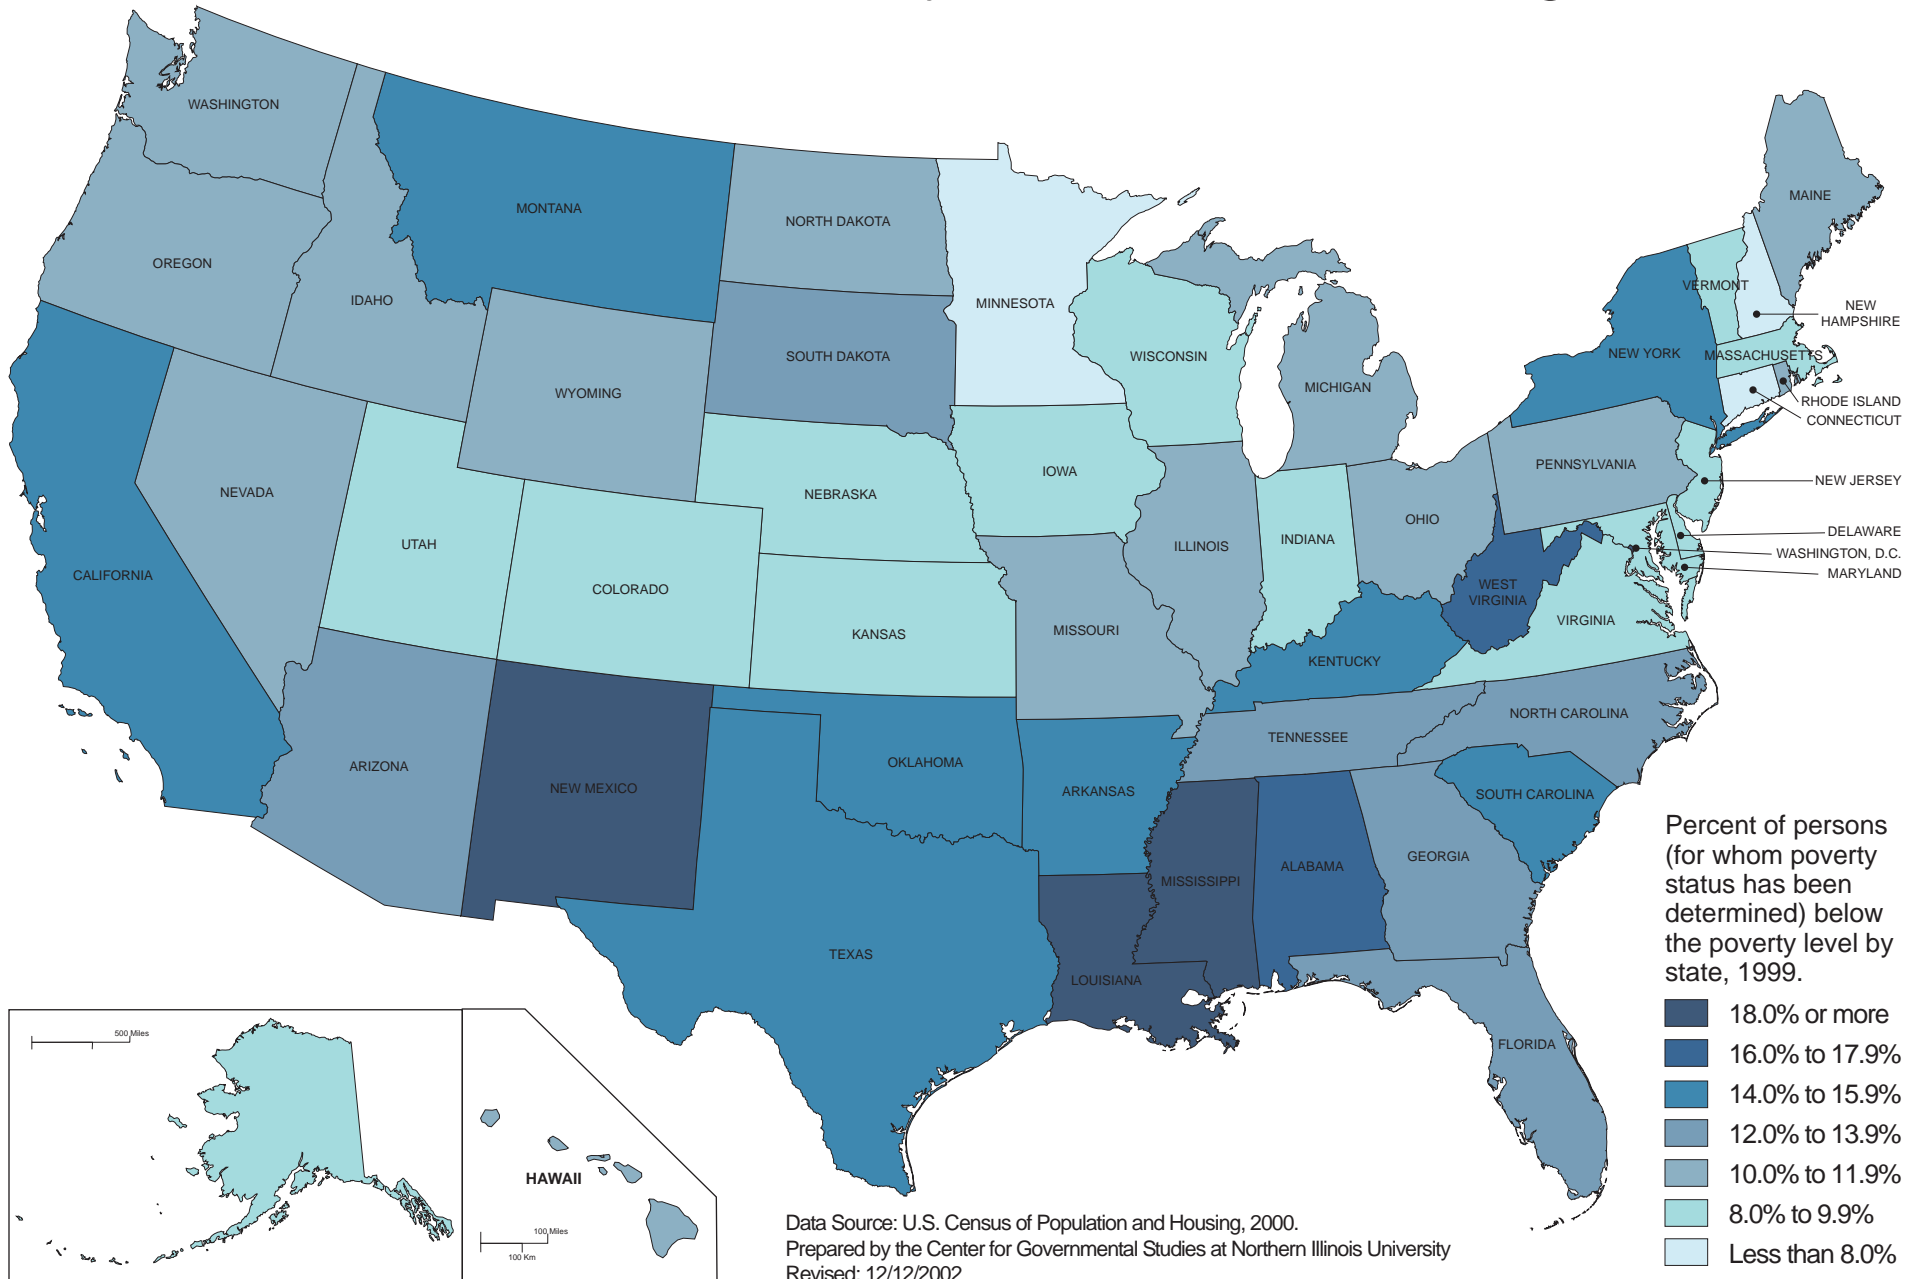 WASHINGTON
MONTANA
NORTH DAKOTA
MAINE
OREGON
IDAHO
MINNESOTA
VERMONT
NEW
HAMPSHIRE
SOUTH DAKOTA
WISCONSIN
NEW YORK
MASSACHUSETTS
WYOMING
MICHIGAN
RHODE ISLAND
CONNECTICUT
PENNSYLVANIA
IOWA
NEVADA
NEBRASKA
NEW JERSEY
OHIO
DELAWARE
UTAH
ILLINOIS
INDIANA
WASHINGTON, D.C.
CALIFORNIA
COLORADO
MARYLAND
WEST
VIRGINIA
KANSAS
MISSOURI
VIRGINIA
KENTUCKY
NORTH CAROLINA
TENNESSEE
ARIZONA
OKLAHOMA
NEW MEXICO
ARKANSAS
SOUTH CAROLINA
MISSISSIPPI
ALABAMA
GEORGIA
TEXAS
LOUISIANA
FLORIDA
Percent of persons
(for whom poverty
status has been
determined) below
the poverty level by
state, 1999.
18.0% or more
16.0% to 17.9%
14.0% to 15.9%
12.0% to 13.9%
10.0% to 11.9%
8.0% to 9.9%
Less than 8.0%
500 Miles
HAWAII
100 Miles
100 Km
Data Source: U.S. Census of Population and Housing, 2000.
Prepared by the Center for Governmental Studies at Northern Illinois University
Revised: 12/12/2002